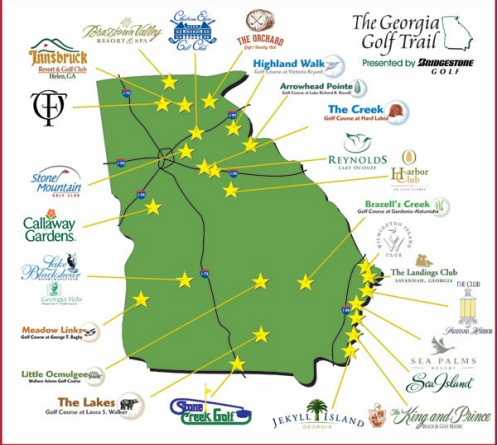 Brasstown Valley
RESORT & SPA
Chateau Elan
Golf Club
THE ORCHARD
Golf & Country Club
The Georgia
Golf Trail
Presented by BRIDGESTONE
GOLF
Innsbruck
Resort & Golf Club
Helen, GA
Highland Walk
Golf Course at Victoria Bryant
Arrowhead Pointe
Golf Course at Lake Richard B. Russell
The Creek
Golf Course at Hard Labor
REYNOLDS
LAKE OCONEE
Harbor
Club
STONE
MOUNTAIN
GOLF CLUB
Brazell's Creek
Golf Course at Gordonia-Alatamaha
WILMINGTON ISLAND
CLUB
Callaway
Gardens
The Landings Club
SAVANNAH, GEORGIA
Lake
Blackshear
Georgia Vets
THE CLUB
SAVANNAH HARBOR
Meadow Links
Golf Course at George T. Bagby
SEA PALMS
RESORT
Sea Island
Little Ocmulgee
Wallace Adams Golf Course
The Lakes
Golf Course at Laura S. Walker
Stone
Creek Golf
JEKYLL ISLAND
GEORGIA
The King and Prince
BEACH & GOLF RESORT